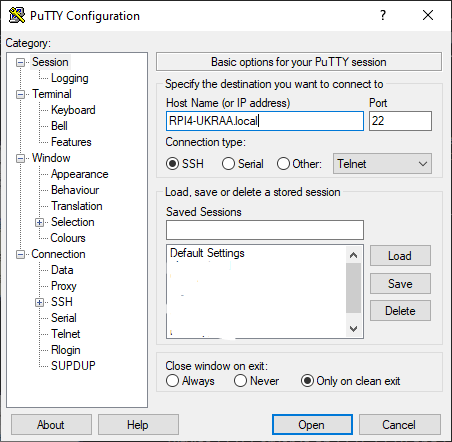 PuTTY Configuration
?
Category:
Session
Logging
Terminal
Keyboard
Bell
Features
Window
Appearance
Behaviour
Translation
Selection
Colours
Connection
Data
Proxy
SSH
Serial
Telnet
Rlogin
SUPDUP
Basic options for your PuTTY session
Specify the destination you want to connect to
Host Name (or IP address) Port
RPI4-UKRAA.local 22
Connection type:
SSH Serial Other: Telnet
Load, save or delete a stored session
Saved Sessions
Default Settings
Load
Save
Delete
Close window on exit:
Always Never Only on clean exit
About Help Open Cancel